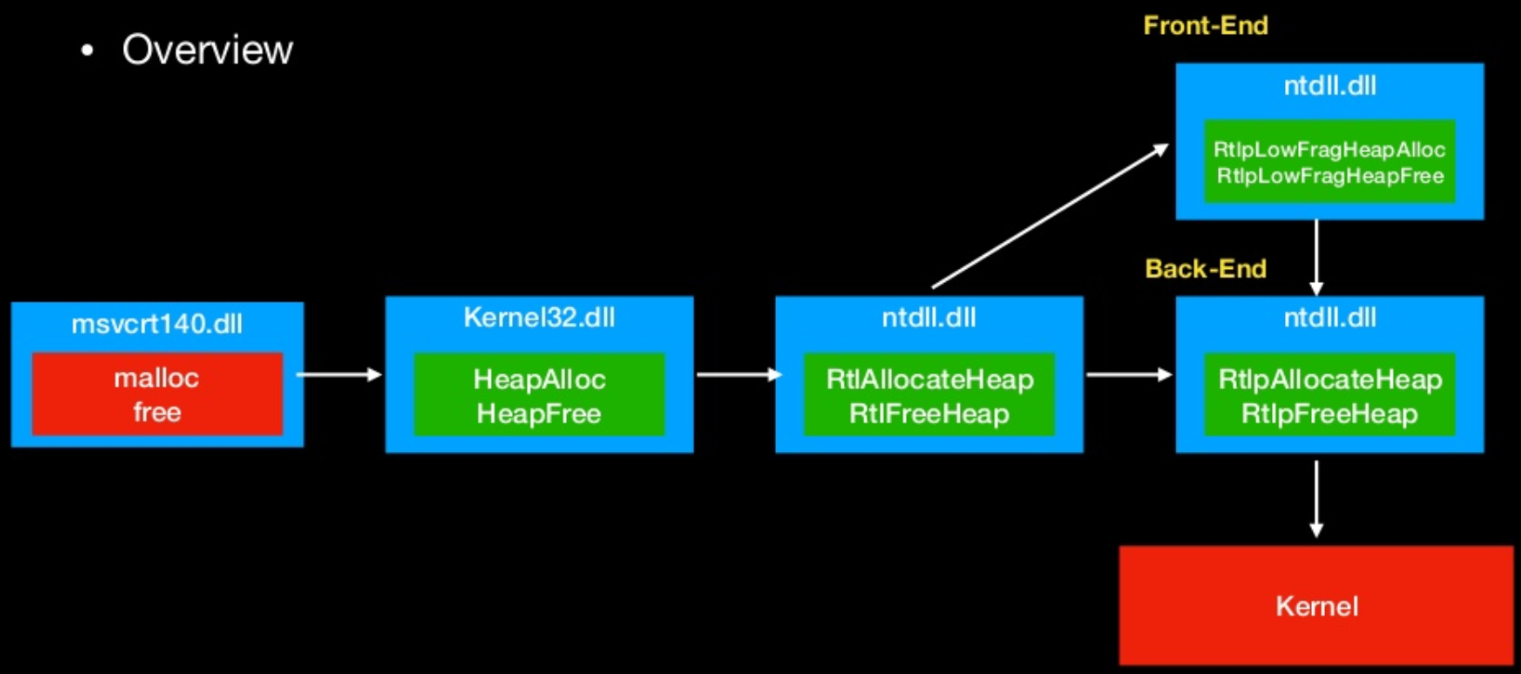 • Overview
Front-End
ntdll.dll
RtlpLowFragHeapAlloc
RtlpLowFragHeapFree
Back-End
msvcrt140.dll
malloc
free
Kernel32.dll
HeapAlloc
HeapFree
ntdll.dll
RtlAllocateHeap
RtlFreeHeap
ntdll.dll
RtlpAllocateHeap
RtlpFreeHeap
Kernel